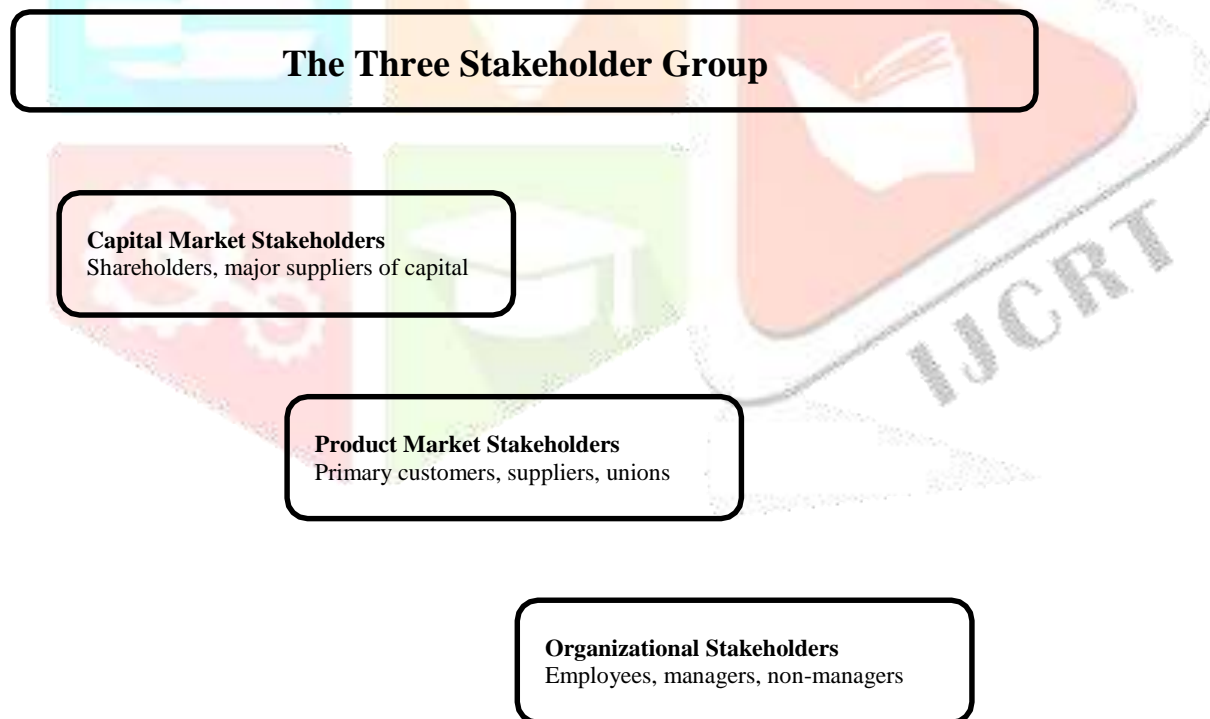 The Three Stakeholder Group
Capital Market Stakeholders
Shareholders, major suppliers of capital
IJCRT
Product Market Stakeholders
Primary customers, suppliers, unions
Organizational Stakeholders
Employees, managers, non-managers